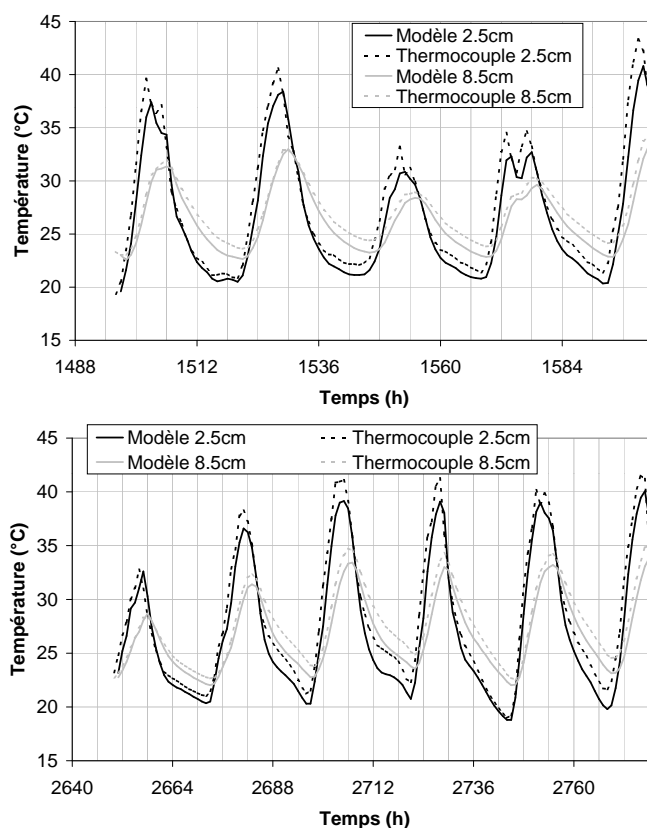 45
40
35
30
25
20
15
Température (°C)
Modèle 2.5cm
Thermocouple 2.5cm
Modèle 8.5cm
Thermocouple 8.5cm
1488 1512 1536 1560 1584
Temps (h)
45
40
35
30
25
20
15
Température (°C)
Modèle 2.5cm Thermocouple 2.5cm
Modèle 8.5cm Thermocouple 8.5cm
2640 2664 2688 2712 2736 2760
Temps (h)